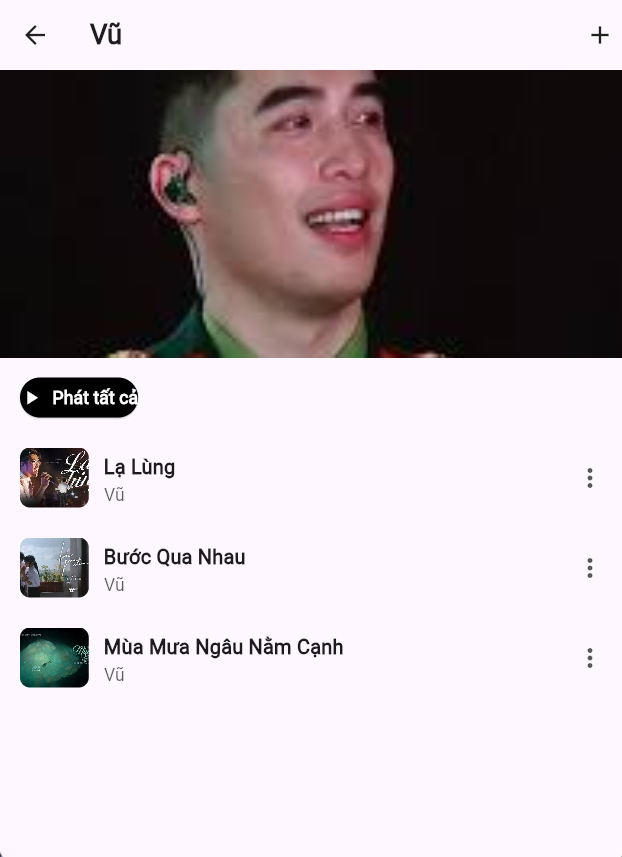 Vũ
Phát tất cả
Lạ Lùng
Vũ
Bước Qua Nhau
Vũ
Mùa Mưa Ngâu Nằm Cạnh
Vũ